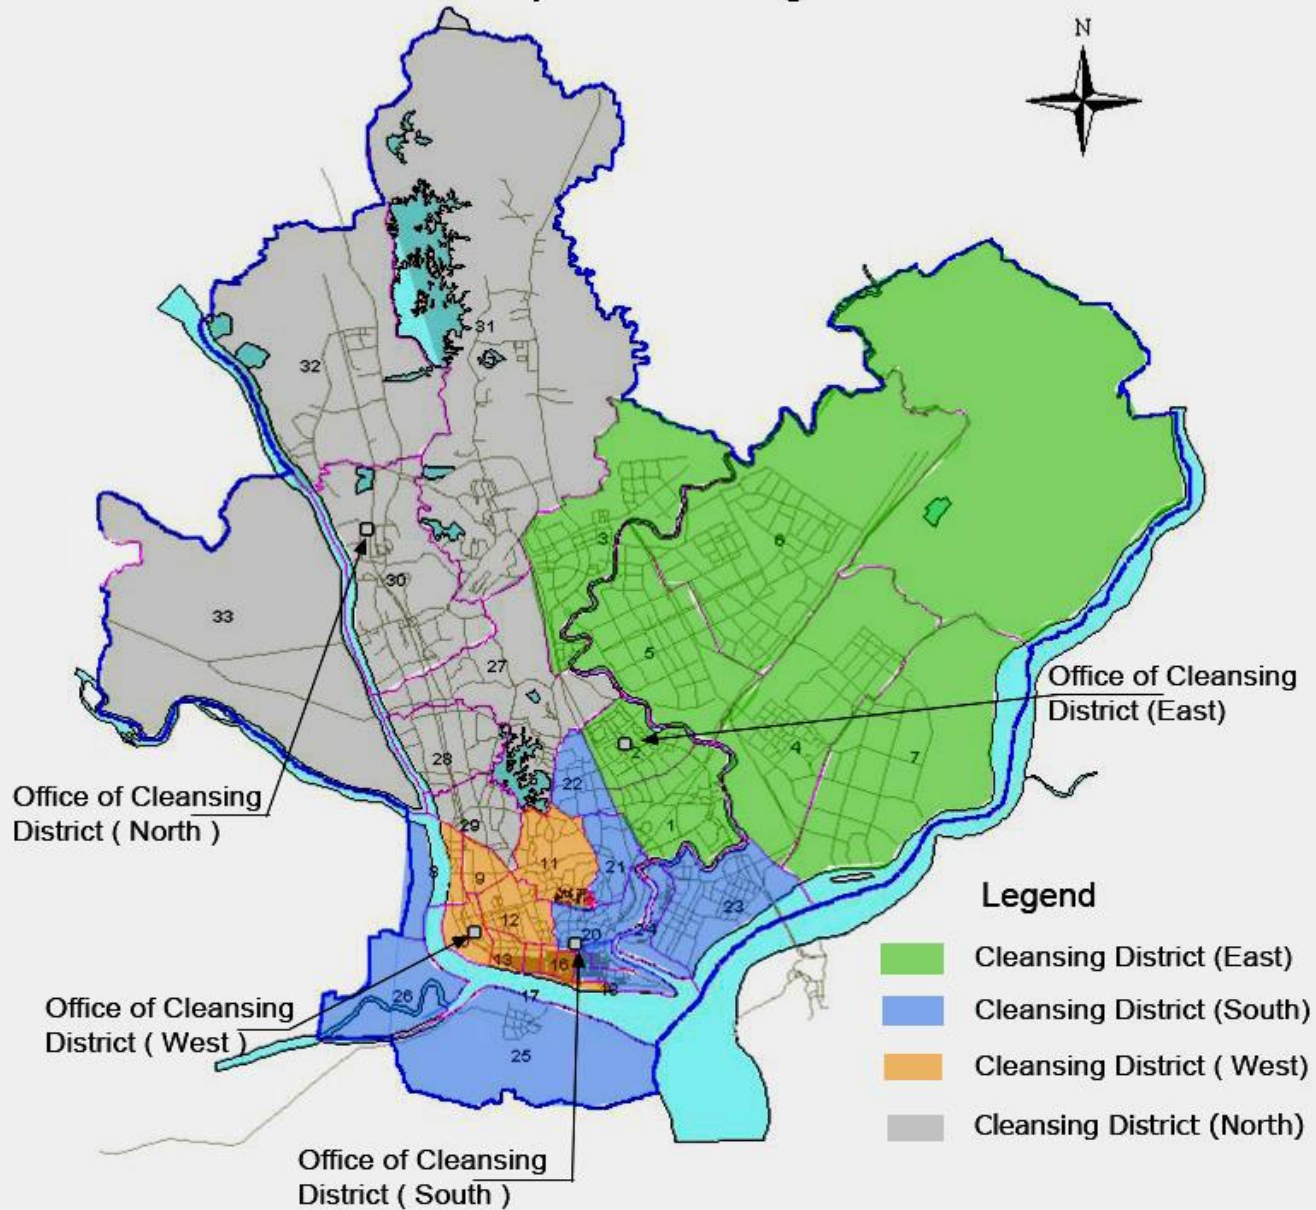 N
31
32
3
6
30
33
5
27
2
4
7
28
22
1
29
11
21
8
9
12
23
20
24
13
16
26
17
25
Office of Cleansing
District (East)
Office of Cleansing
District ( North )
Office of Cleansing
District ( West )
Office of Cleansing
District ( South )
Legend
Cleansing District (East)
Cleansing District (South)
Cleansing District ( West)
Cleansing District (North)